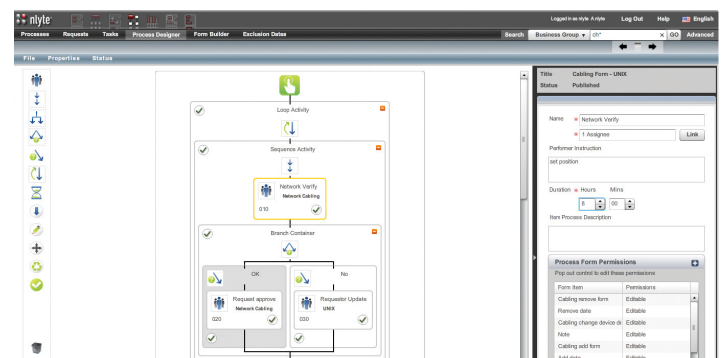 nlyte
Logged in as nlyte A nlyte Log Out Help English
Processes Requests Tasks Process Designer Form Builder Exclusion Dates Search Business Group ch* x GO Advanced
File Properties Status
Title Cabling Form - UNIX
Status Published
Name * Network Verify
* 1 Assignee Link
Performer Instruction
set position
Duration * Hours Mins
8 00
Item Process Description
Process Form Permissions
Pop out control to edit these permissions
Form Item Permissions
Cabling remove form Editable
Remove date Editable
Cabling change device de Editable
Note Editable
Cabling add form Editable
Add date Editable
Loop Activity
Sequence Activity
Network Verify
Network Cabling
010
Branch Container
OK No
Request approve Requestor Update
Network Cabling UNIX
020 030